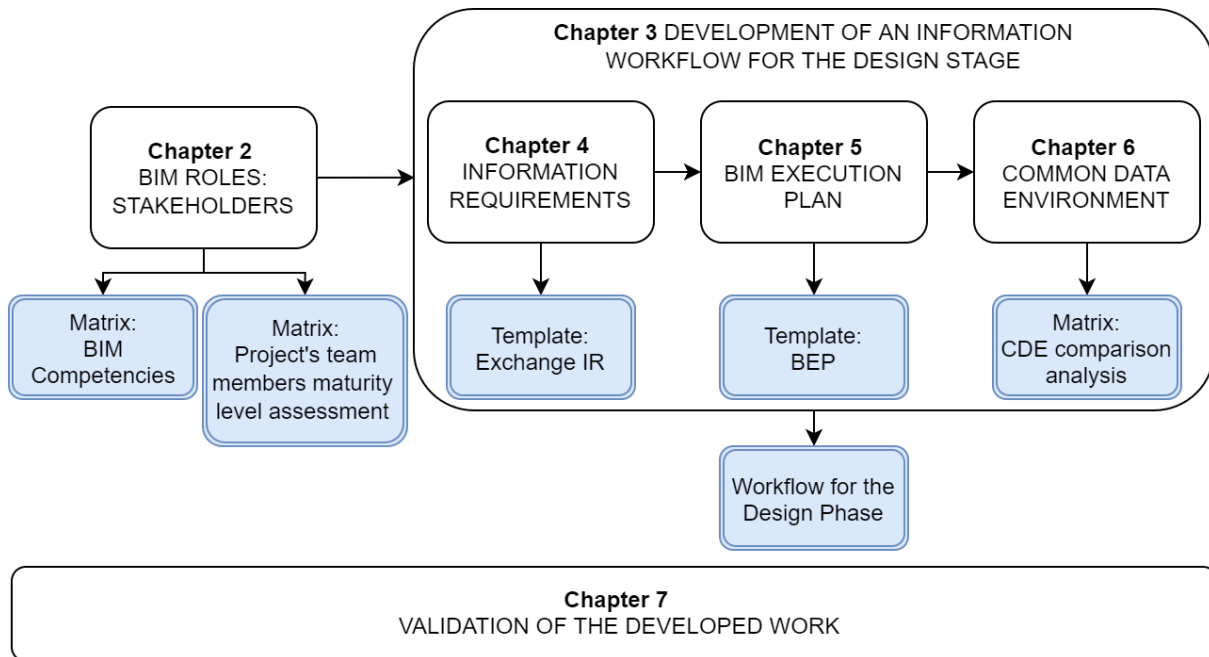 Chapter 3 DEVELOPMENT OF AN INFORMATION
WORKFLOW FOR THE DESIGN STAGE
Chapter 2
BIM ROLES:
STAKEHOLDERS
Chapter 4
INFORMATION
REQUIREMENTS
Chapter 5
BIM EXECUTION
PLAN
Chapter 6
COMMON DATA
ENVIRONMENT
Matrix:
BIM
Competencies
Matrix:
Project's team
members maturity
level assessment
Template:
Exchange IR
Template:
BEP
Matrix:
CDE comparison
analysis
Workflow for the
Design Phase
Chapter 7
VALIDATION OF THE DEVELOPED WORK